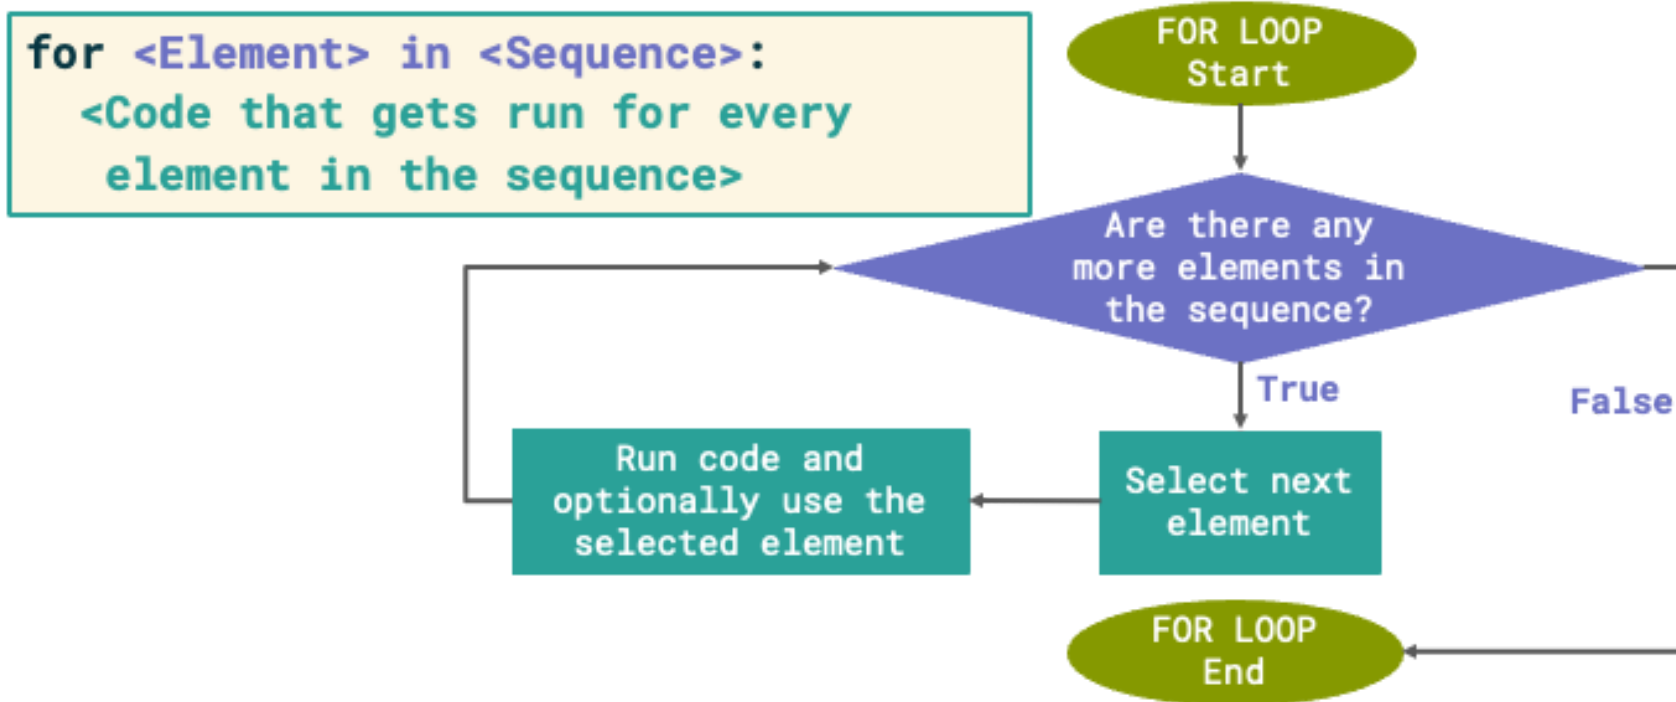 for <Element> in <Sequence>:
<Code that gets run for every
element in the sequence>
FOR LOOP
Start
Are there any
more elements in
the sequence?
True
False
Select next
element
Run code and
optionally use the
selected element
FOR LOOP
End